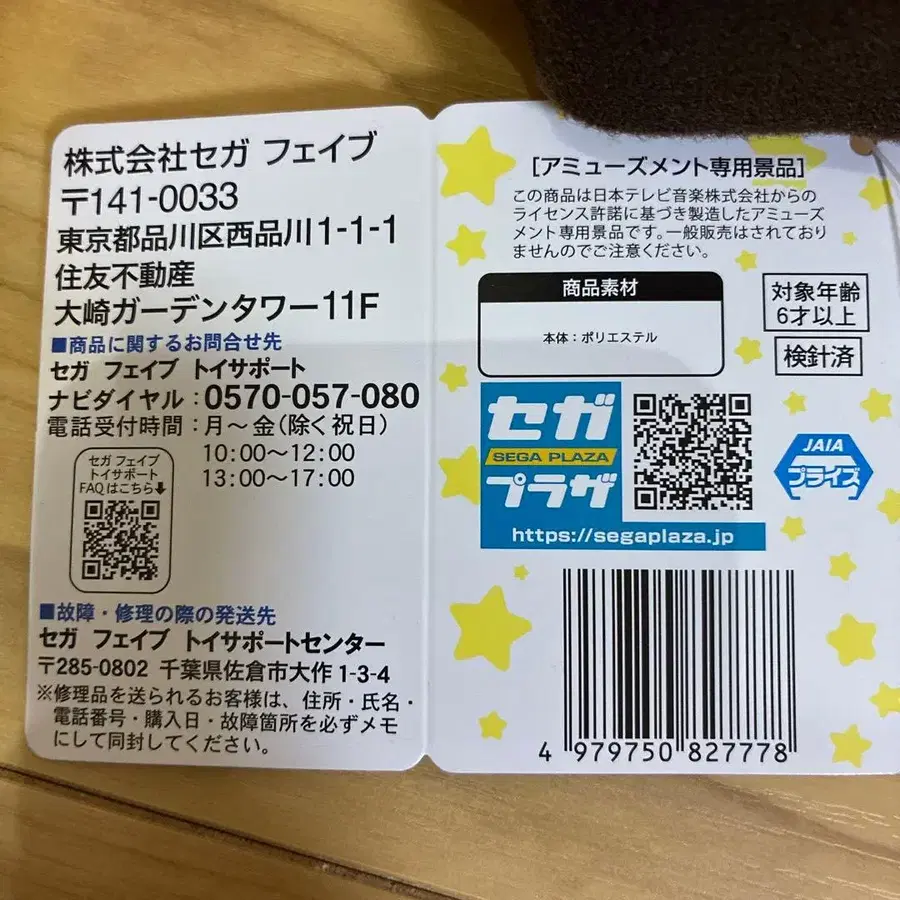 株式会社セガ フェイブ
〒141-0033
東京都品川区西品川1-1-1
住友不動産
大崎ガーデンタワー11F
■商品に関するお問合せ先
セガ フェイブ トイサポート
ナビダイヤル：0570-057-080
電話受付時間：月～金(除く祝日)
10:00～12:00
13:00～17:00
セガ フェイブ
トイサポート
FAQはこちら⬇
■故障・修理の際の発送先
セガ フェイブ トイサポートセンター
〒285-0802 千葉県佐倉市大作1-3-4
※修理品を送られるお客様は、住所・氏名・
電話番号・購入日・故障箇所を必ずメモ
にして同封してください。
[アミューズメント専用景品]
この商品は日本テレビ音楽株式会社からの
ライセンス許諾に基づき製造したアミューズ
メント専用景品です。一般販売はされており
ませんのでご注意ください。
商品素材
本体：ポリエステル
対象年齢
6才以上
検針済
セガ
SEGA PLAZA
プラザ
https://segaplaza.jp
JAIA
プライズ
4 979750 827778